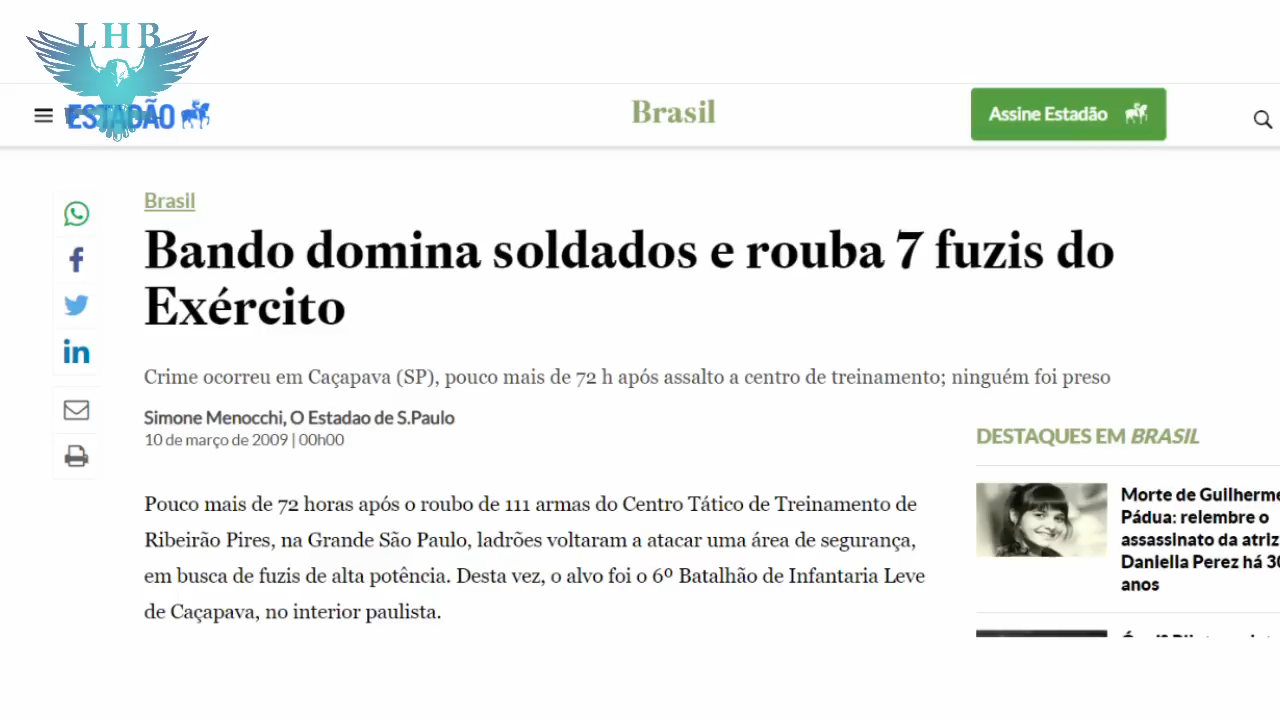 LHB
ESTADÃO
Brasil
Assine Estadão
Brasil
Bando domina soldados e rouba 7 fuzis do
Exército
Crime ocorreu em Caçapava (SP), pouco mais de 72 h após assalto a centro de treinamento; ninguém foi preso
Simone Menocchi, O Estadao de S.Paulo
10 de março de 2009 | 00h00
Pouco mais de 72 horas após o roubo de 111 armas do Centro Tático de Treinamento de
Ribeirão Pires, na Grande São Paulo, ladrões voltaram a atacar uma área de segurança,
em busca de fuzis de alta potência. Desta vez, o alvo foi o 6º Batalhão de Infantaria Leve
de Caçapava, no interior paulista.
DESTAQUES EM BRASIL
Morte de Guilherme
Pádua: relembre o
assassinato da atriz
Daniella Perez há 30
anos